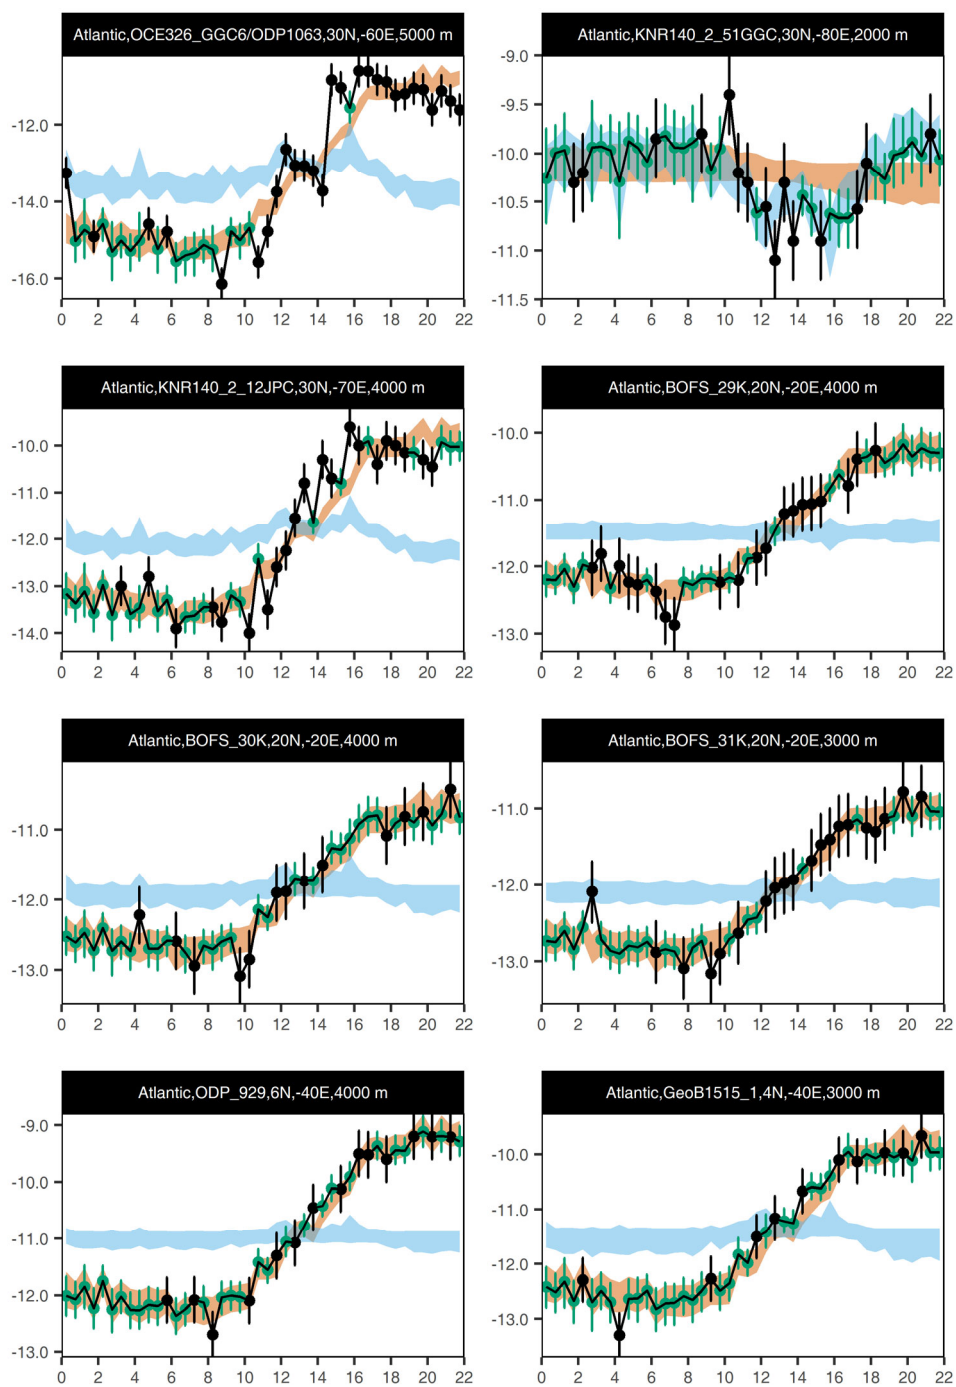 Atlantic,OCE326_GGC6/ODP1063,30N,-60E,5000 m
-12.0
-14.0
-16.0
0 2 4 6 8 10 12 14 16 18 20 22
Atlantic,KNR140_2_51GGC,30N,-80E,2000 m
-9.0
-9.5
-10.0
-10.5
-11.0
-11.5
0 2 4 6 8 10 12 14 16 18 20 22
Atlantic,KNR140_2_12JPC,30N,-70E,4000 m
-10.0
-11.0
-12.0
-13.0
-14.0
0 2 4 6 8 10 12 14 16 18 20 22
Atlantic,BOFS_29K,20N,-20E,4000 m
-10.0
-11.0
-12.0
-13.0
0 2 4 6 8 10 12 14 16 18 20 22
Atlantic,BOFS_30K,20N,-20E,4000 m
-11.0
-12.0
-13.0
0 2 4 6 8 10 12 14 16 18 20 22
Atlantic,BOFS_31K,20N,-20E,3000 m
-11.0
-12.0
-13.0
0 2 4 6 8 10 12 14 16 18 20 22
Atlantic,ODP_929,6N,-40E,4000 m
-9.0
-10.0
-11.0
-12.0
-13.0
0 2 4 6 8 10 12 14 16 18 20 22
Atlantic,GeoB1515_1,4N,-40E,3000 m
-10.0
-11.0
-12.0
-13.0
0 2 4 6 8 10 12 14 16 18 20 22